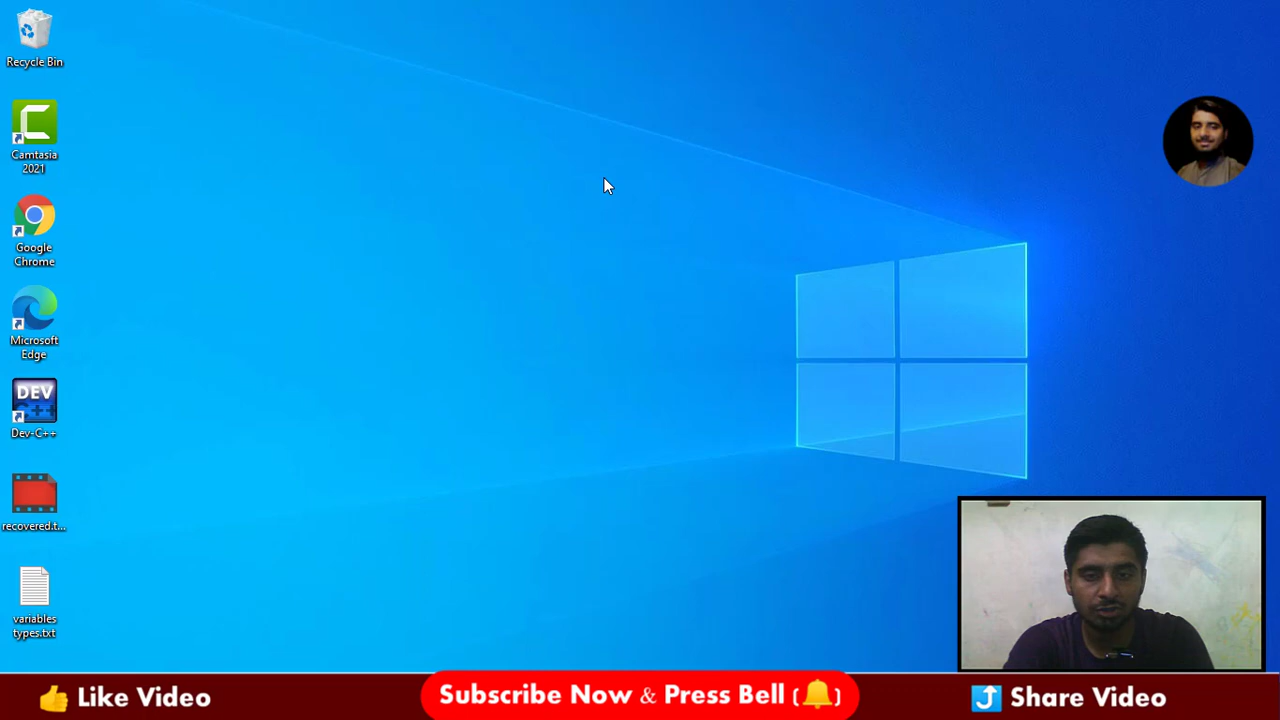 Recycle Bin
Camtasia
2021
Google
Chrome
Microsoft
Edge
DEV
C++
Dev-C++
recovered.t...
variables
types.txt
👍 Like Video
Subscribe Now & Press Bell (🔔)
⤴ Share Video